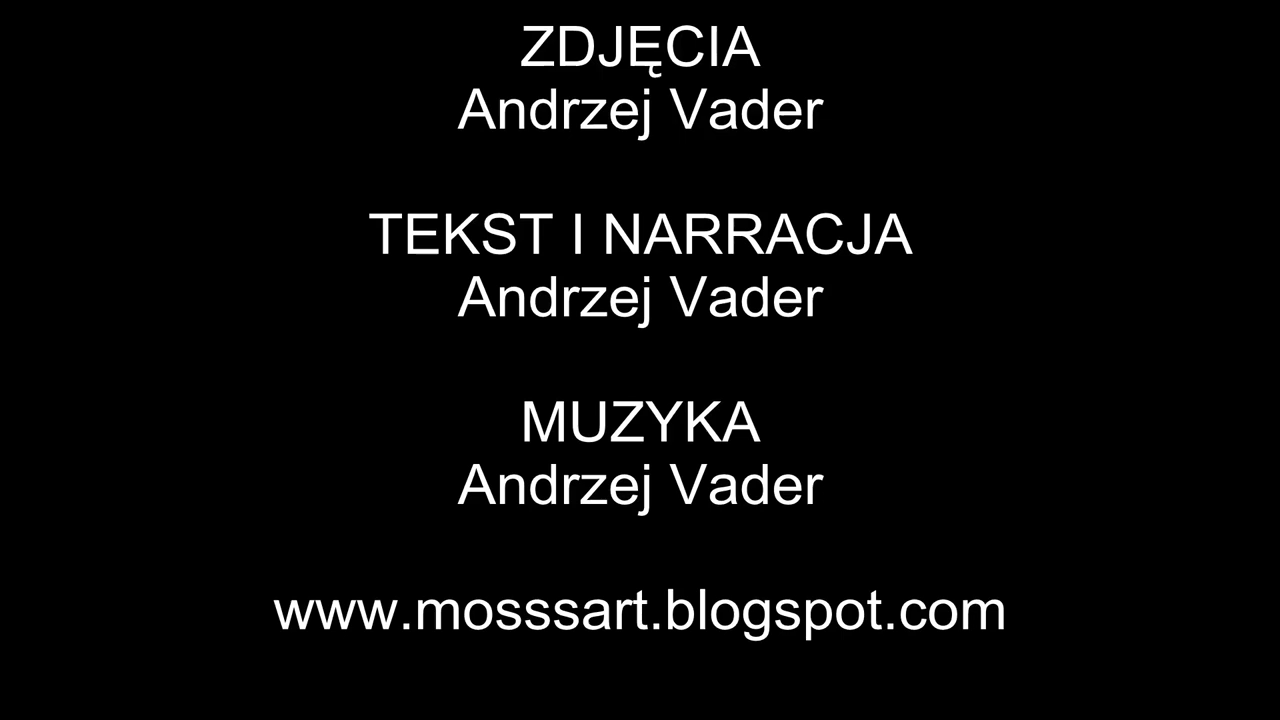 ZDJĘCIA
Andrzej Vader
TEKST I NARRACJA
Andrzej Vader
MUZYKA
Andrzej Vader
www.mosssart.blogspot.com